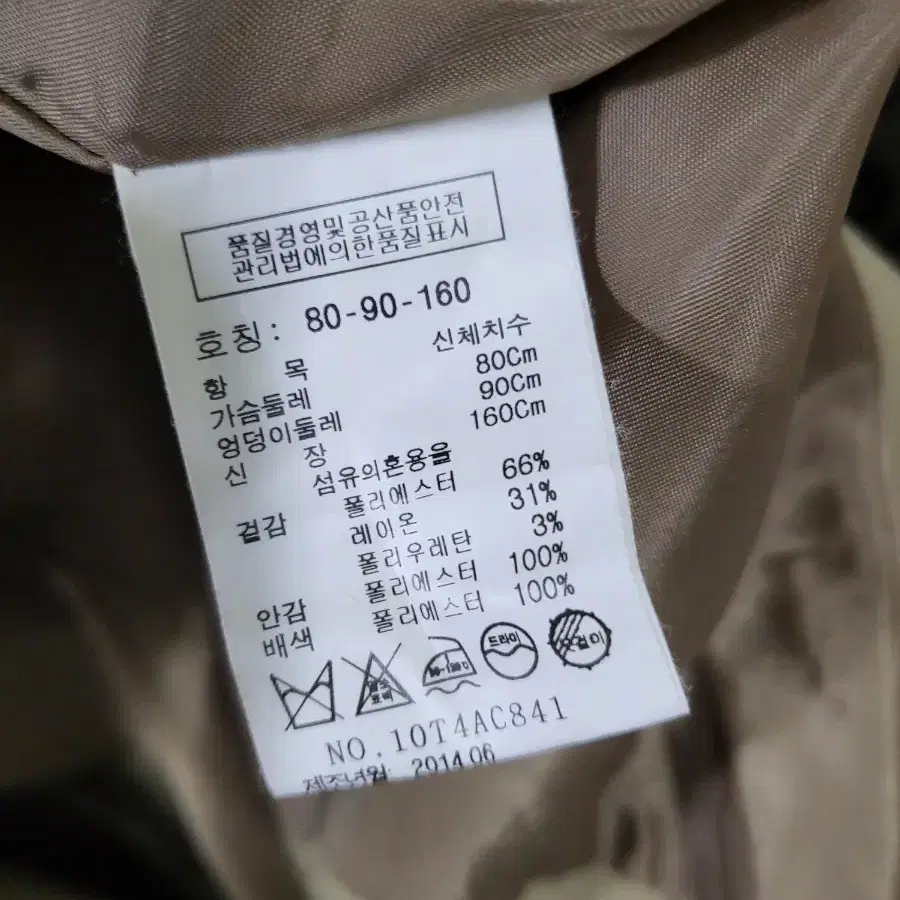 품질경영및공산품안전
관리법에의한품질표시
호칭: 80-90-160
항 목 신체치수
가슴둘레 80Cm
엉덩이둘레 90Cm
신 장 160Cm
섬유의혼용율
겉감 폴리에스터 66%
레이온 31%
폴리우레탄 3%
안감 폴리에스터 100%
배색 폴리에스터 100%
드라이
옷걸이
NO.10T4AC841
제조년월: 2014.06